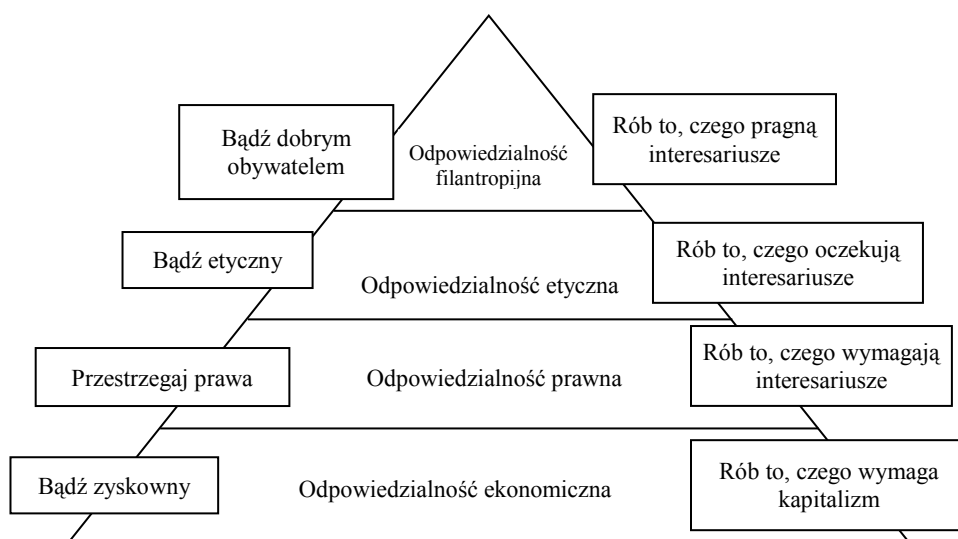 Bądź dobrym
obywatelem
Odpowiedzialność
filantropijna
Rób to, czego pragną
interesariusze
Bądź etyczny
Odpowiedzialność etyczna
Rób to, czego oczekują
interesariusze
Przestrzegaj prawa
Odpowiedzialność prawna
Rób to, czego wymagają
interesariusze
Bądź zyskowny
Odpowiedzialność ekonomiczna
Rób to, czego wymaga
kapitalizm